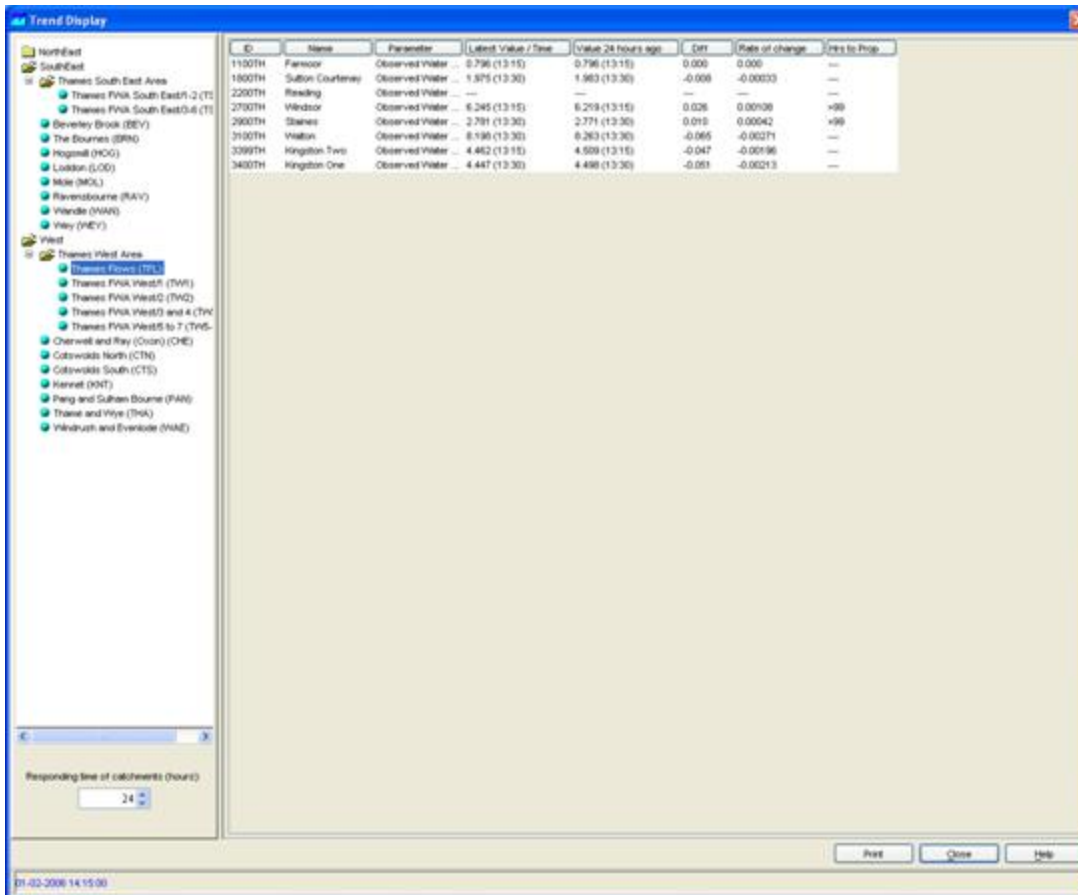 Trend Display
NorthEast
SouthEast
Thames South East Area
Thames FWA South East/1-2 (TS
Thames FWA South East/3-6 (TS
Beverley Brook (BEV)
The Bournes (BRN)
Hogsmill (HOG)
Loddon (LOD)
Mole (MOL)
Ravensbourne (RAV)
Wandle (WAN)
Wey (WEY)
West
Thames West Area
Thames Flows (TFL)
Thames FWA West/1 (TW1)
Thames FWA West/2 (TW2)
Thames FWA West/3 and 4 (TW
Thames FWA West/5 to 7 (TW5-
Cherwell and Ray (Oxon) (CHE)
Cotswolds North (CTN)
Cotswolds South (CTS)
Kennet (KNT)
Pang and Sulham Bourne (PAN)
Thame and Wye (THA)
Windrush and Evenlode (WAE)
Responding time of catchments (hours)
24
ID Name Parameter Latest Value / Time Value 24 hours ago Diff Rate of change Hrs to Prop
1100TH Farmoor Observed Water ... 0.796 (13:15) 0.796 (13:15) 0.000 0.000 ---
1800TH Sutton Courtenay Observed Water ... 1.975 (13:30) 1.983 (13:30) -0.008 -0.00033 ---
2200TH Reading Observed Water ... --- --- --- --- ---
2700TH Windsor Observed Water ... 6.245 (13:15) 6.219 (13:15) 0.026 0.00108 >99
2900TH Staines Observed Water ... 2.781 (13:30) 2.771 (13:30) 0.010 0.00042 >99
3100TH Walton Observed Water ... 8.198 (13:30) 8.263 (13:30) -0.065 -0.00271 ---
3399TH Kingston Two Observed Water ... 4.462 (13:15) 4.509 (13:15) -0.047 -0.00196 ---
3400TH Kingston One Observed Water ... 4.447 (13:30) 4.498 (13:30) -0.051 -0.00213 ---
Print Close Help
01-02-2006 14:15:00